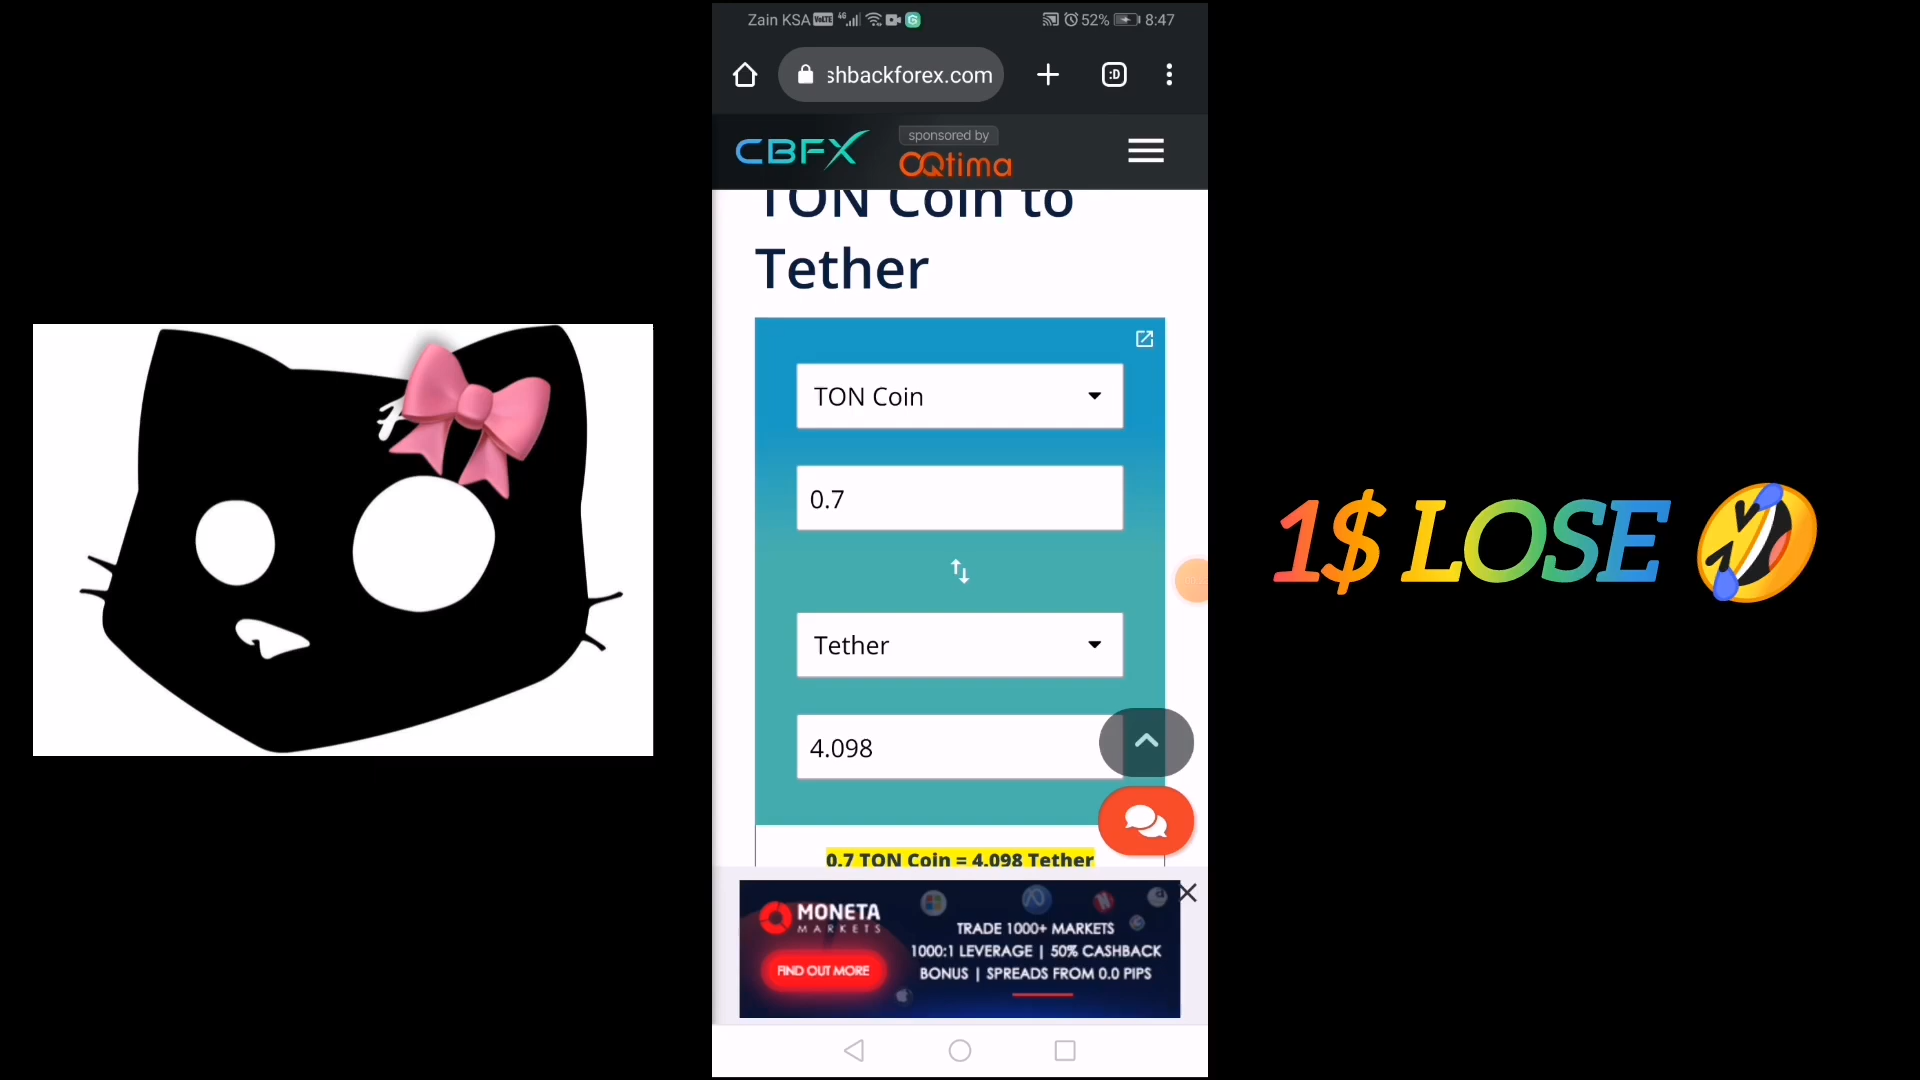 Zain KSA VoLTE 4G 52% 8:47
shbackforex.com
:D
CBFX
sponsored by
OQtima
TON Coin to
Tether
TON Coin
0.7
Tether
4.098
0.7 TON Coin = 4.098 Tether
MONETA
MARKETS
FIND OUT MORE
TRADE 1000+ MARKETS
1000:1 LEVERAGE | 50% CASHBACK
BONUS | SPREADS FROM 0.0 PIPS
1$ LOSE